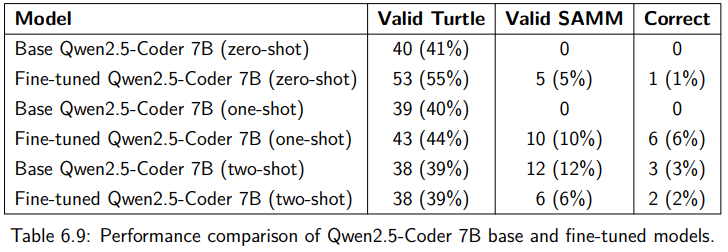 Model Valid Turtle Valid SAMM Correct
Base Qwen2.5-Coder 7B (zero-shot) 40 (41%) 0 0
Fine-tuned Qwen2.5-Coder 7B (zero-shot) 53 (55%) 5 (5%) 1 (1%)
Base Qwen2.5-Coder 7B (one-shot) 39 (40%) 0 0
Fine-tuned Qwen2.5-Coder 7B (one-shot) 43 (44%) 10 (10%) 6 (6%)
Base Qwen2.5-Coder 7B (two-shot) 38 (39%) 12 (12%) 3 (3%)
Fine-tuned Qwen2.5-Coder 7B (two-shot) 38 (39%) 6 (6%) 2 (2%)
Table 6.9: Performance comparison of Qwen2.5-Coder 7B base and fine-tuned models.